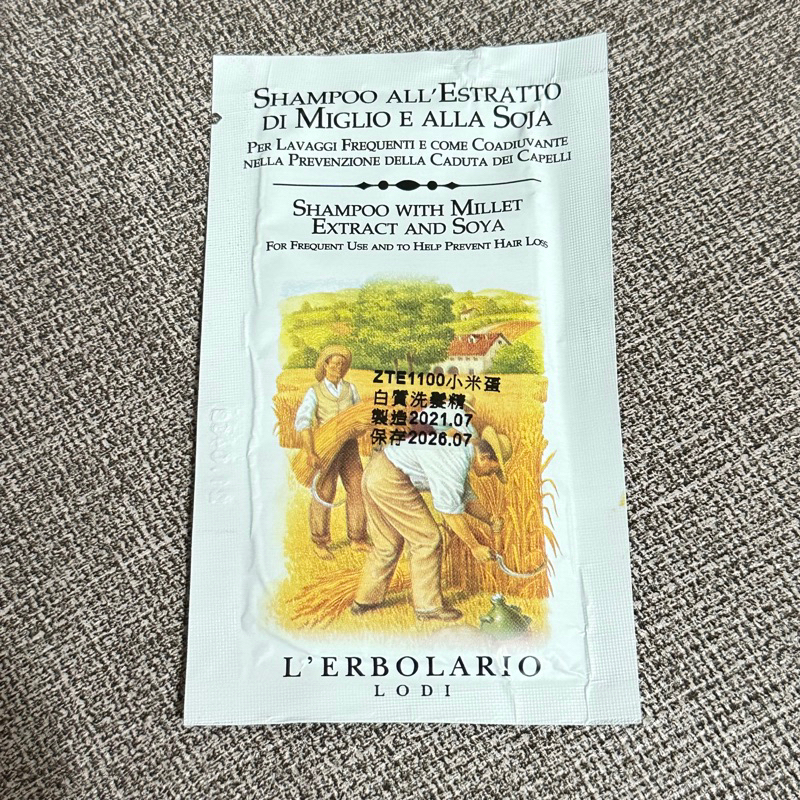 SHAMPOO ALL'ESTRATTO
DI MIGLIO E ALLA SOJA
PER LAVAGGI FREQUENTI E COME COADIUVANTE
NELLA PREVENZIONE DELLA CADUTA DEI CAPELLI
SHAMPOO WITH MILLET
EXTRACT AND SOYA
FOR FREQUENT USE AND TO HELP PREVENT HAIR LOSS
ZTE1100小米蛋
白質洗髮精
製造2021.07
保存2026.07
L'ERBOLARIO
LODI